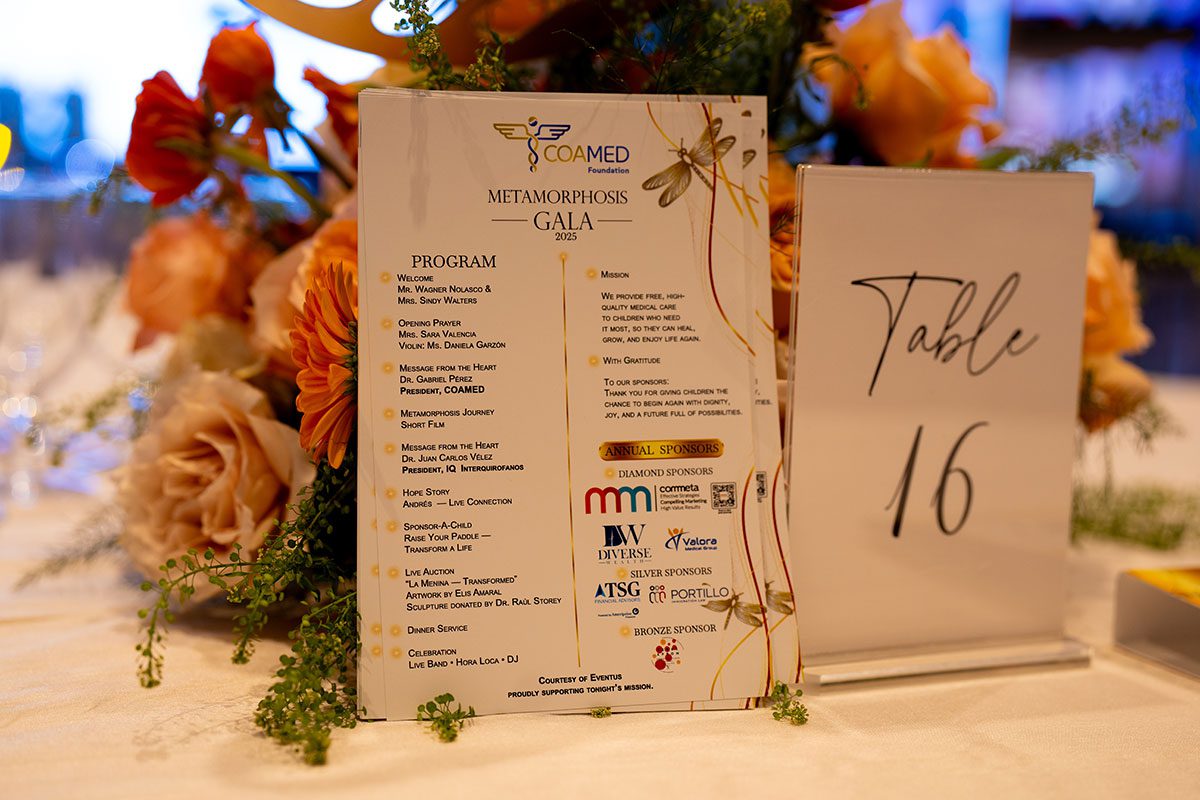 COAMED
Foundation
METAMORPHOSIS
GALA
2025
PROGRAM
Welcome
Mr. Wagner Nolasco &
Mrs. Sindy Walters
Opening Prayer
Mrs. Sara Valencia
Violin: Ms. Daniela Garzón
Message from the Heart
Dr. Gabriel Pérez
President, COAMED
Metamorphosis Journey
Short Film
Message from the Heart
Dr. Juan Carlos Vélez
President, IQ Interquirofanos
Hope Story
Andrés — Live Connection
Sponsor-A-Child
Raise Your Paddle —
Transform a Life
Live Auction
"La Menina — Transformed"
Artwork by Elis Amaral
Sculpture donated by Dr. Raùl Storey
Dinner Service
Celebration
Live Band • Hora Loca • DJ
Mission
We provide free, high-
quality medical care
to children who need
it most, so they can heal,
grow, and enjoy life again.
With Gratitude
To our sponsors:
Thank you for giving children the
chance to begin again with dignity,
joy, and a future full of possibilities.
ANNUAL SPONSORS
DIAMOND SPONSORS
commeta
Effective Strategies
Compelling Marketing
High Value Results
DW
DIVERSE
WEALTH
Valora
Medical Group
SILVER SPONSORS
ATSG
FINANCIAL ADVISORS
PORTILLO
IMMIGRATION LAW
BRONZE SPONSOR
Courtesy of Eventus
proudly supporting tonight's mission.
Table
16